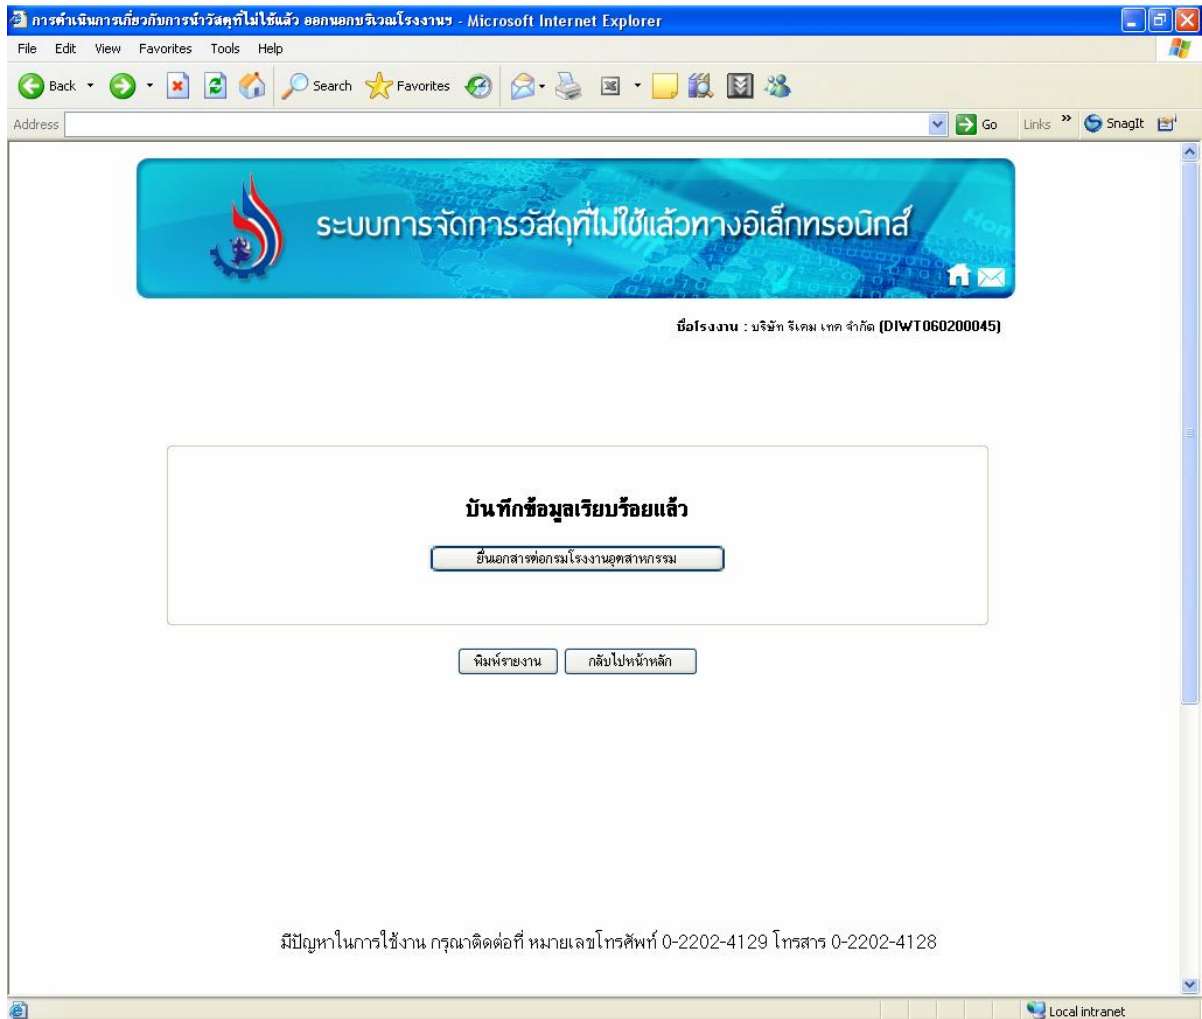 การดำเนินการเกี่ยวกับการนำวัสดุที่ไม่ใช้แล้ว ออกนอกบริเวณโรงงานฯ - Microsoft Internet Explorer
File Edit View Favorites Tools Help
Back Search Favorites
Address Go Links » SnagIt
ระบบการจัดการวัสดุที่ไม่ใช้แล้วทางอิเล็กทรอนิกส์
ชื่อโรงงาน : บริษัท รีเคม เทค จำกัด (DIWT060200045)
บันทึกข้อมูลเรียบร้อยแล้ว
ยื่นเอกสารต่อกรมโรงงานอุตสาหกรรม
พิมพ์รายงาน กลับไปหน้าหลัก
มีปัญหาในการใช้งาน กรุณาติดต่อที่ หมายเลขโทรศัพท์ 0-2202-4129 โทรสาร 0-2202-4128
Local intranet